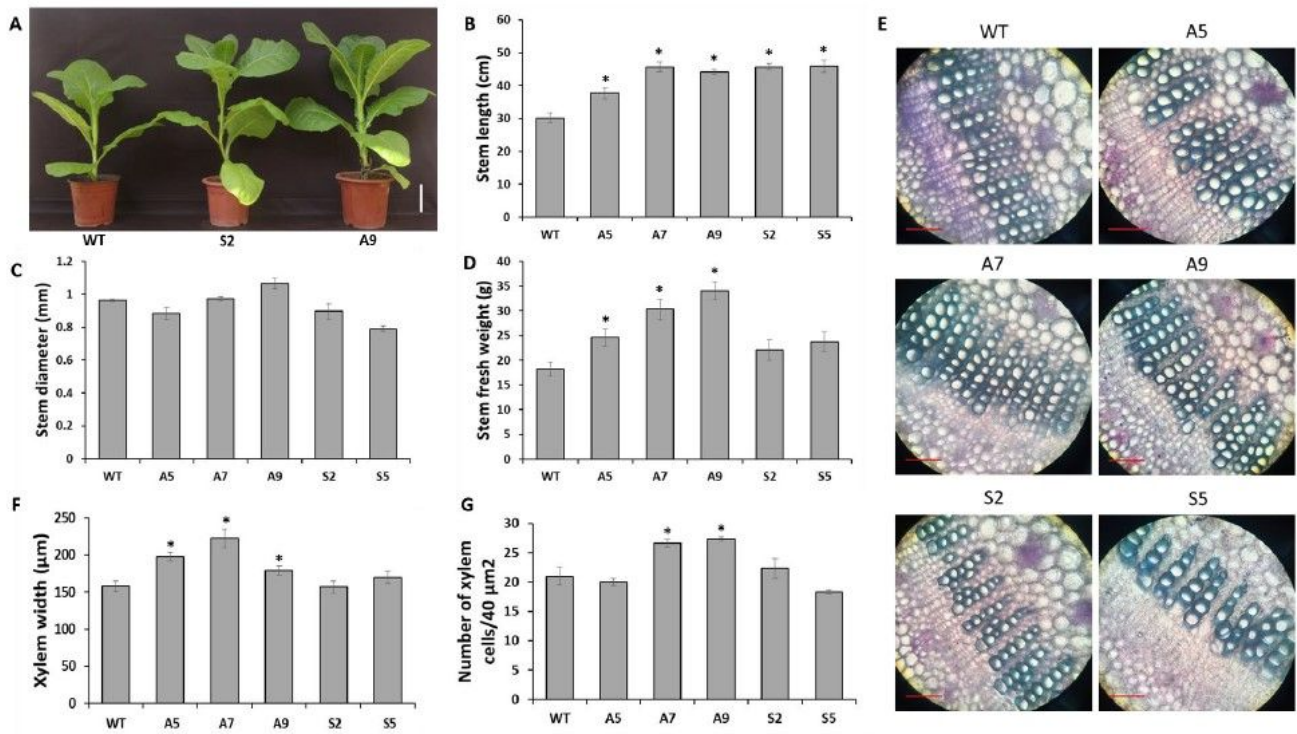 A
WT
S2
A9
B
Stem length (cm)
60
50
40
30
20
10
0
*
*
*
*
*
WT
A5
A7
A9
S2
S5
C
Stem diameter (mm)
1.2
1
0.8
0.6
0.4
0.2
0
WT
A5
A7
A9
S2
S5
D
Stem fresh weight (g)
40
35
30
25
20
15
10
5
0
*
*
*
WT
A5
A7
A9
S2
S5
E
WT
A5
A7
A9
S2
S5
F
Xylem width (µm)
250
200
150
100
50
0
*
*
*
WT
A5
A7
A9
S2
S5
G
Number of xylem
cells/40 µm2
30
25
20
15
10
5
0
*
*
WT
A5
A7
A9
S2
S5